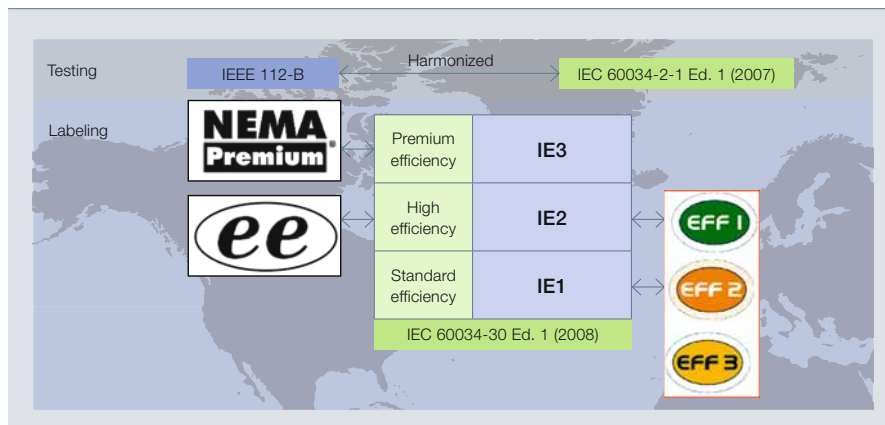 Testing
IEEE 112-B
Harmonized
IEC 60034-2-1 Ed. 1 (2007)
Labeling
NEMA
Premium®
Premium
efficiency
IE3
ee
High
efficiency
IE2
EFF 1
Standard
efficiency
IE1
EFF 2
IEC 60034-30 Ed. 1 (2008)
EFF 3